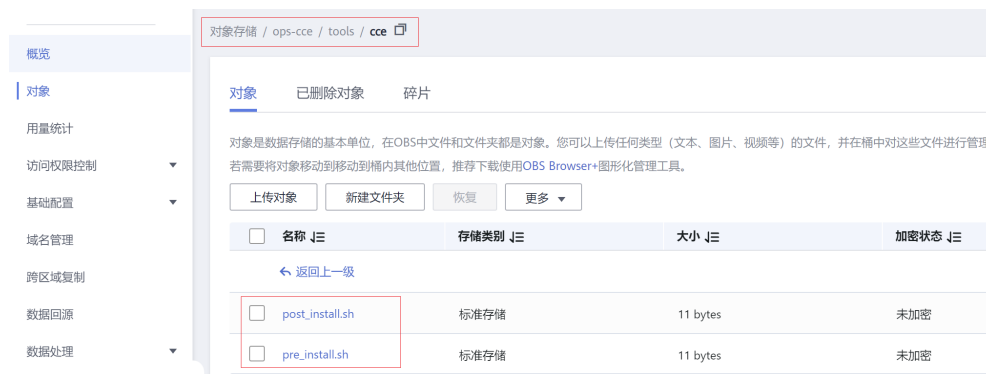 对象存储 / ops-cce / tools / cce
概览
对象
用量统计
访问权限控制
基础配置
域名管理
跨区域复制
数据回源
数据处理
对象 已删除对象 碎片
对象是数据存储的基本单位，在OBS中文件和文件夹都是对象。您可以上传任何类型（文本、图片、视频等）的文件，并在桶中对这些文件进行管理
若需要将对象移动到移动到桶内其他位置，推荐下载使用OBS Browser+图形化管理工具。
上传对象 新建文件夹 恢复 更多
名称 存储类别 大小 加密状态
返回上一级
post_install.sh 标准存储 11 bytes 未加密
pre_install.sh 标准存储 11 bytes 未加密